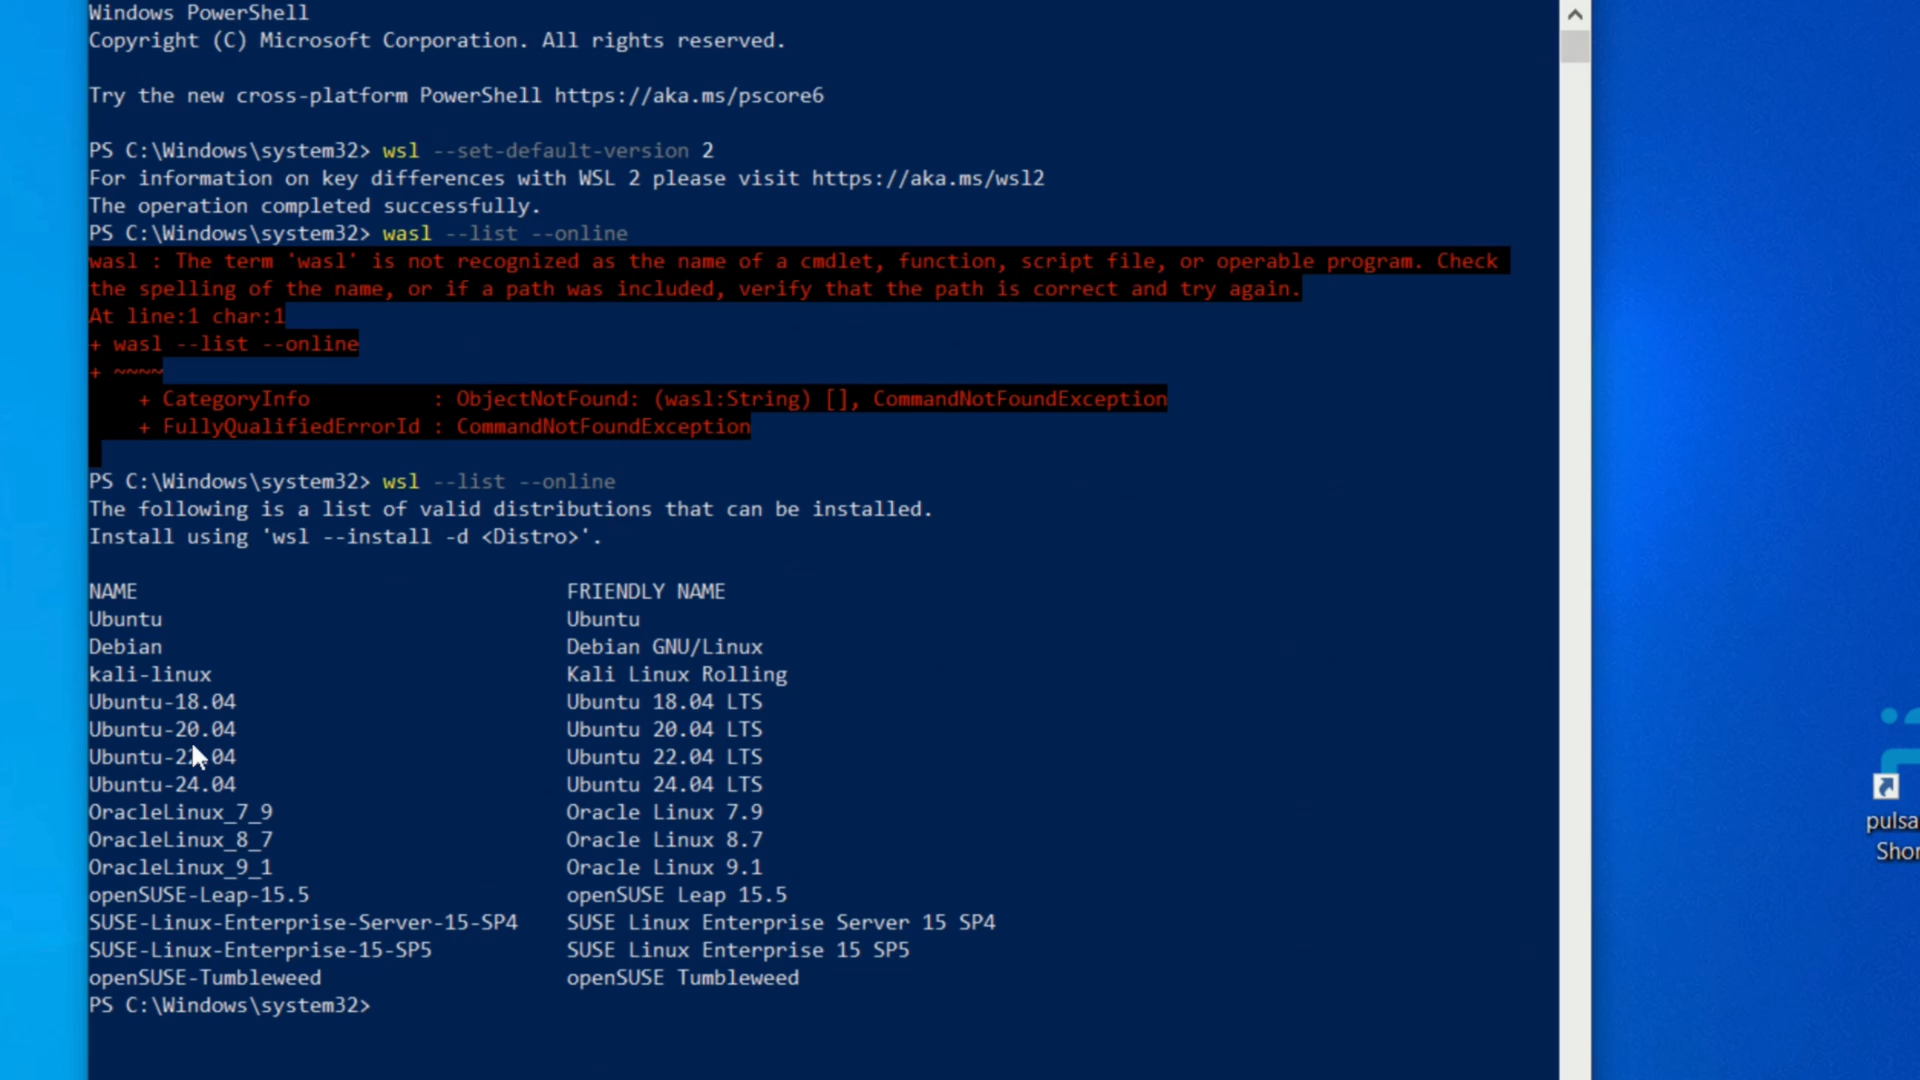 Windows PowerShell
Copyright (C) Microsoft Corporation. All rights reserved.
Try the new cross-platform PowerShell https://aka.ms/pscore6
PS C:\Windows\system32> wsl --set-default-version 2
For information on key differences with WSL 2 please visit https://aka.ms/wsl2
The operation completed successfully.
PS C:\Windows\system32> wasl --list --online
wasl : The term 'wasl' is not recognized as the name of a cmdlet, function, script file, or operable program. Check
the spelling of the name, or if a path was included, verify that the path is correct and try again.
At line:1 char:1
+ wasl --list --online
+ ~~~~
    + CategoryInfo          : ObjectNotFound: (wasl:String) [], CommandNotFoundException
    + FullyQualifiedErrorId : CommandNotFoundException
PS C:\Windows\system32> wsl --list --online
The following is a list of valid distributions that can be installed.
Install using 'wsl --install -d <Distro>'.
NAME                                   FRIENDLY NAME
Ubuntu                                 Ubuntu
Debian                                 Debian GNU/Linux
kali-linux                             Kali Linux Rolling
Ubuntu-18.04                           Ubuntu 18.04 LTS
Ubuntu-20.04                           Ubuntu 20.04 LTS
Ubuntu-22.04                           Ubuntu 22.04 LTS
Ubuntu-24.04                           Ubuntu 24.04 LTS
OracleLinux_7_9                        Oracle Linux 7.9
OracleLinux_8_7                        Oracle Linux 8.7
OracleLinux_9_1                        Oracle Linux 9.1
openSUSE-Leap-15.5                     openSUSE Leap 15.5
SUSE-Linux-Enterprise-Server-15-SP4    SUSE Linux Enterprise Server 15 SP4
SUSE-Linux-Enterprise-15-SP5           SUSE Linux Enterprise 15 SP5
openSUSE-Tumbleweed                    openSUSE Tumbleweed
PS C:\Windows\system32>
pulsa
Shor